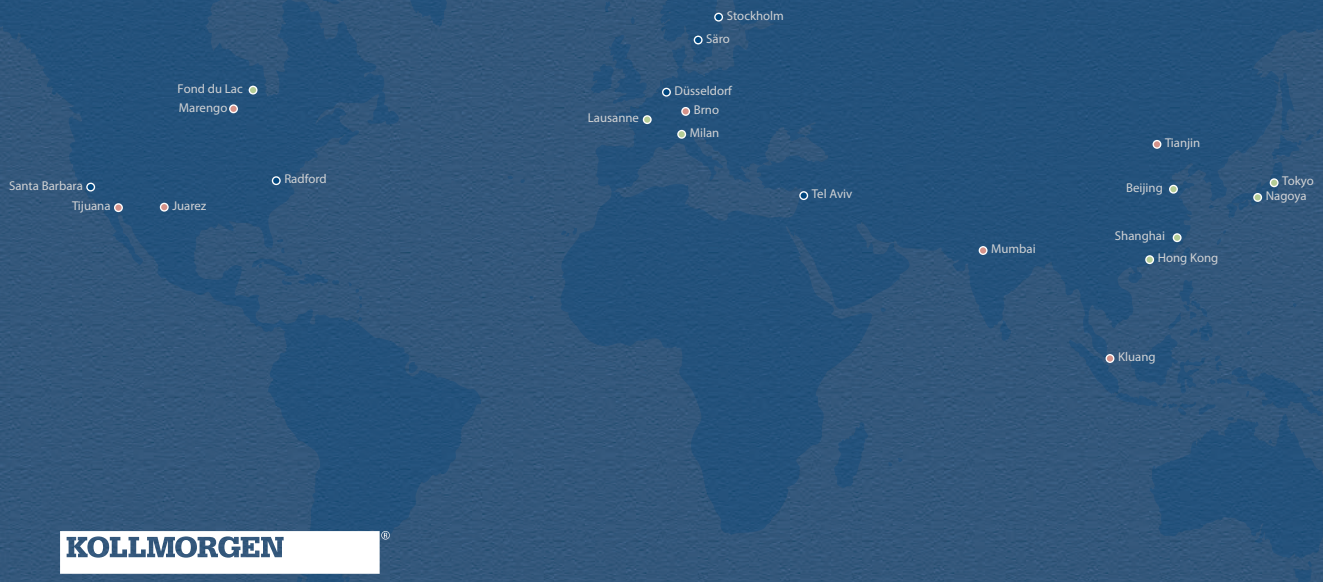 Stockholm
Säro
Fond du Lac
Düsseldorf
Marengo
Brno
Lausanne
Milan
Tianjin
Radford
Tokyo
Santa Barbara
Beijing
Tel Aviv
Nagoya
Tijuana
Juarez
Shanghai
Mumbai
Hong Kong
Kluang
KOLLMORGEN®